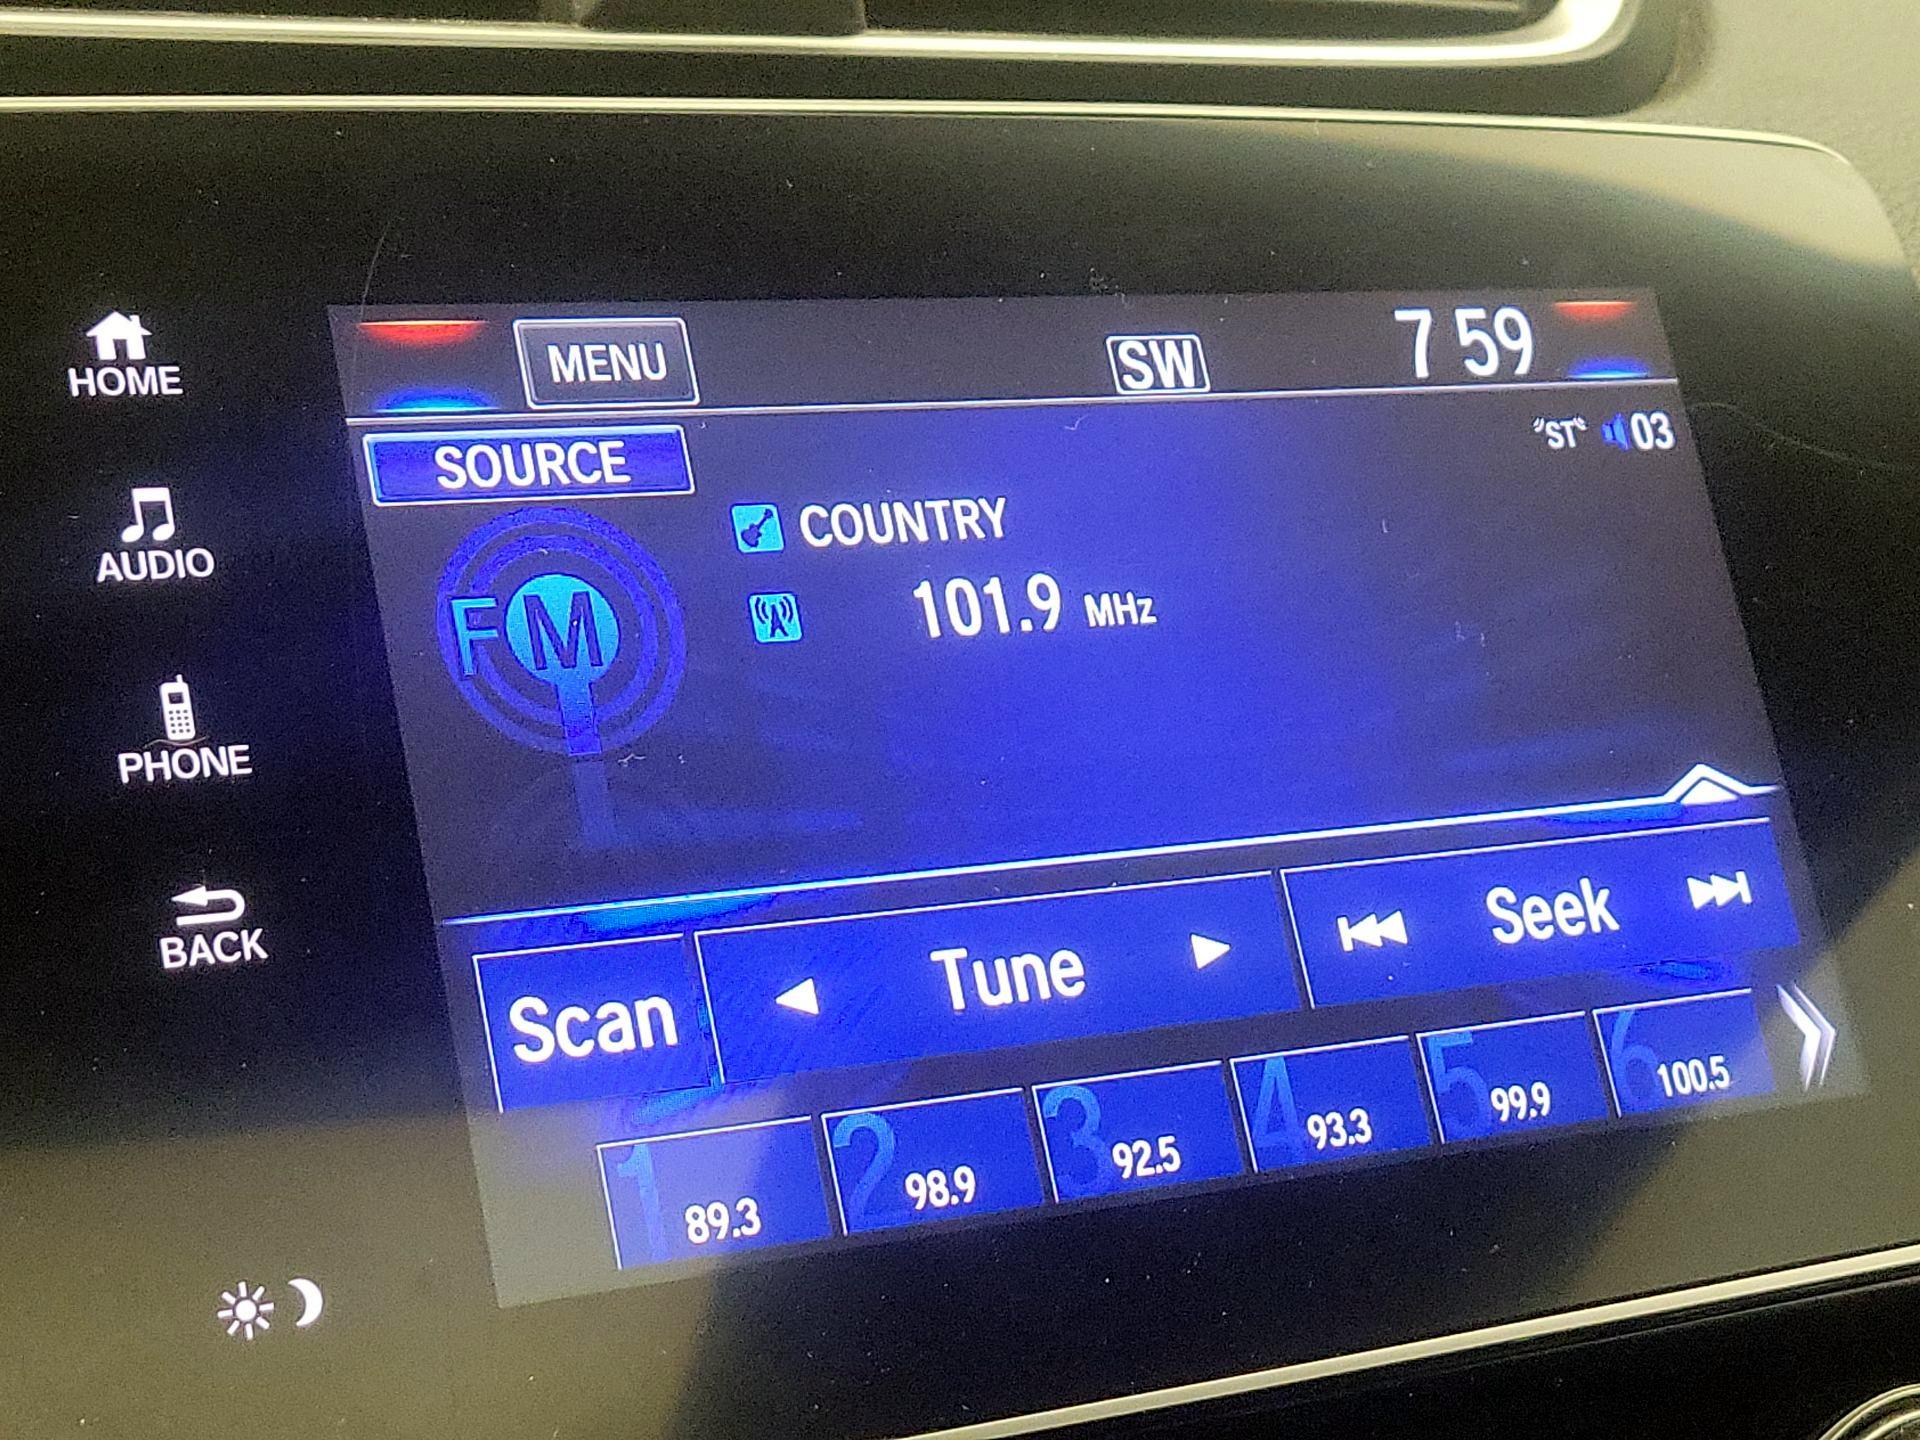 HOME
AUDIO
PHONE
BACK
MENU
SW
7 59
SOURCE
ST 03
FM
COUNTRY
101.9 MHz
Scan
Tune
Seek
1 89.3
2 98.9
3 92.5
4 93.3
5 99.9
6 100.5